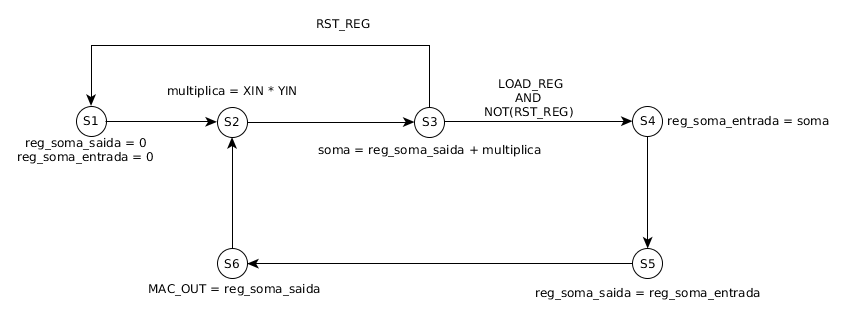 RST_REG
multiplica = XIN * YIN
LOAD_REG
AND
NOT(RST_REG)
S1
S2
S3
S4
reg_soma_entrada = soma
reg_soma_saida = 0
reg_soma_entrada = 0
soma = reg_soma_saida + multiplica
S6
S5
MAC_OUT = reg_soma_saida
reg_soma_saida = reg_soma_entrada